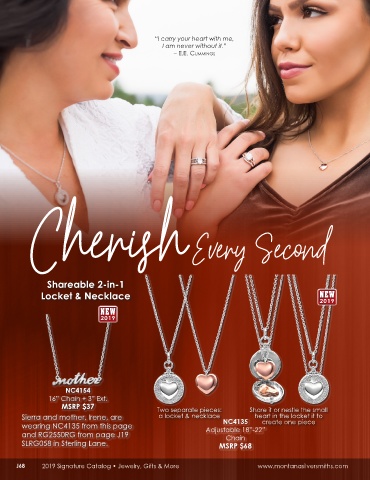 "I carry your heart with me,
I am never without it."
– E.E. Cummings
Cherish Every Second
Shareable 2-in-1
Locket & Necklace
NEW
2019
NEW
2019
mother
NC4154
16" Chain + 3" Ext.
MSRP $37
Sierra and mother, Irene, are
wearing NC4135 from this page
and RG2550RG from page J19
SLRG058 in Sterling Lane.
Two separate pieces:
a locket & necklace
Share it or nestle the small
heart in the locket it to
create one piece
NC4135
Adjustable 18"-22"
Chain
MSRP $68
J68 2019 Signature Catalog • Jewelry, Gifts & More www.montanasilversmiths.com